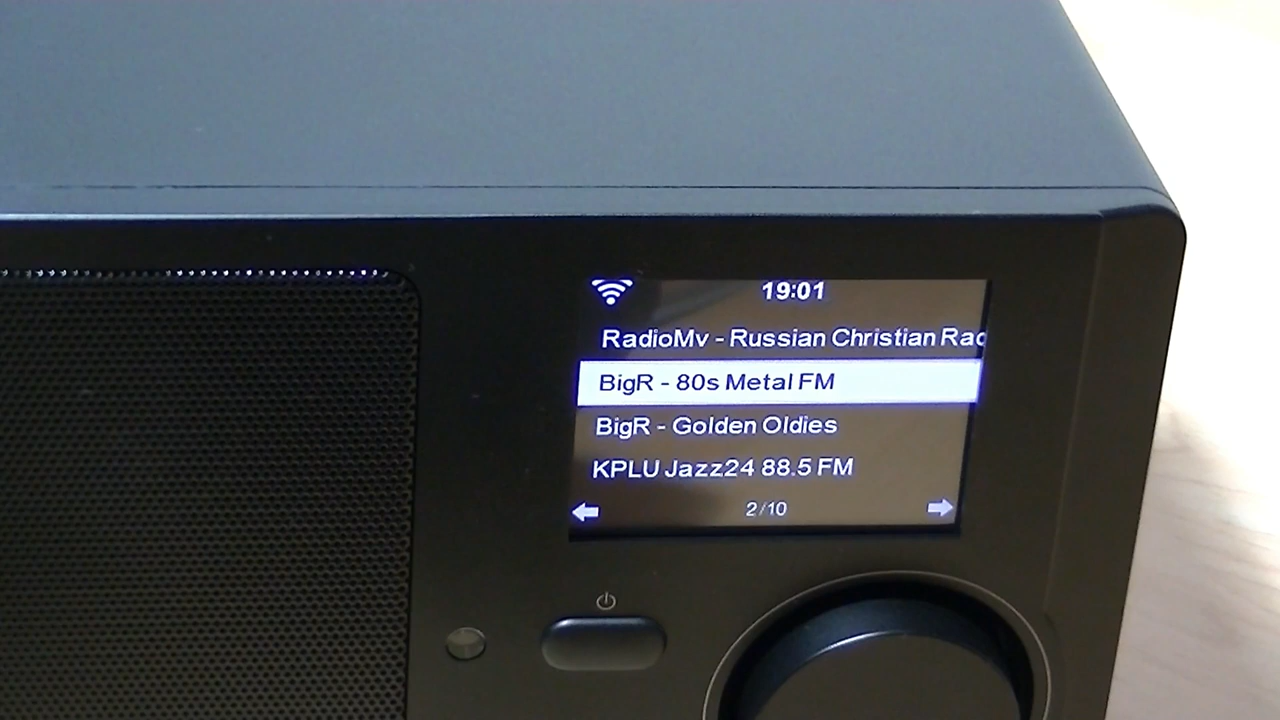 19:01
RadioMv - Russian Christian Rad
BigR - 80s Metal FM
BigR - Golden Oldies
KPLU Jazz24 88.5 FM
2/10